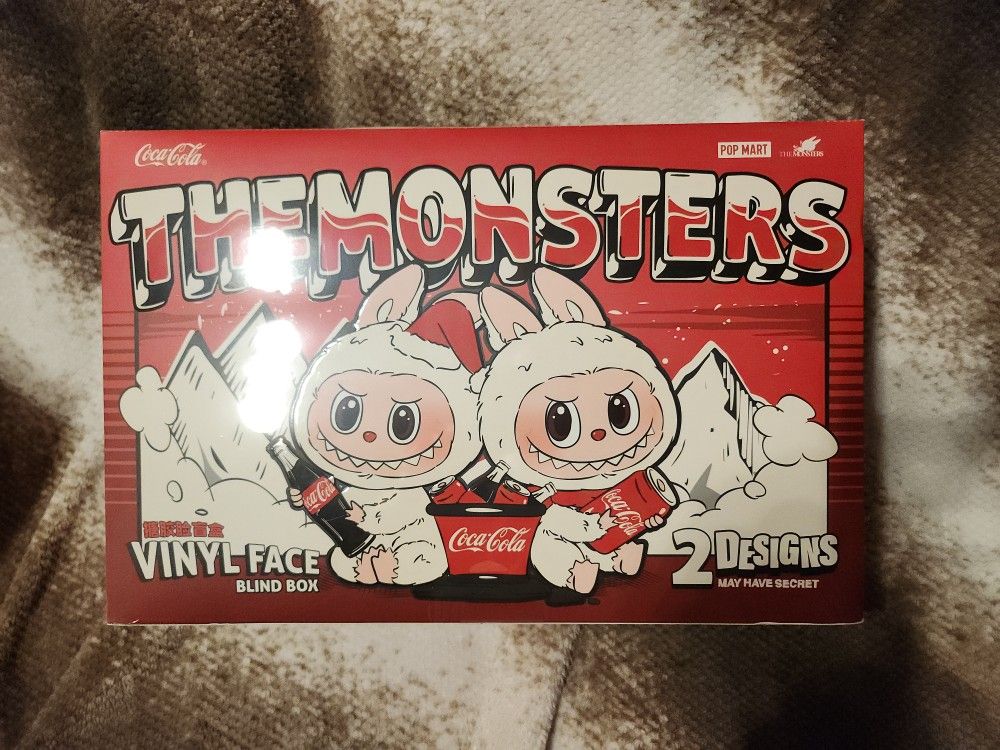 Coca-Cola®
POP MART
THE MONSTERS
THE MONSTERS
Coca-Cola
Coca-Cola
Coca-Cola
搪胶脸盲盒
VINYL FACE
BLIND BOX
2 DESIGNS
MAY HAVE SECRET